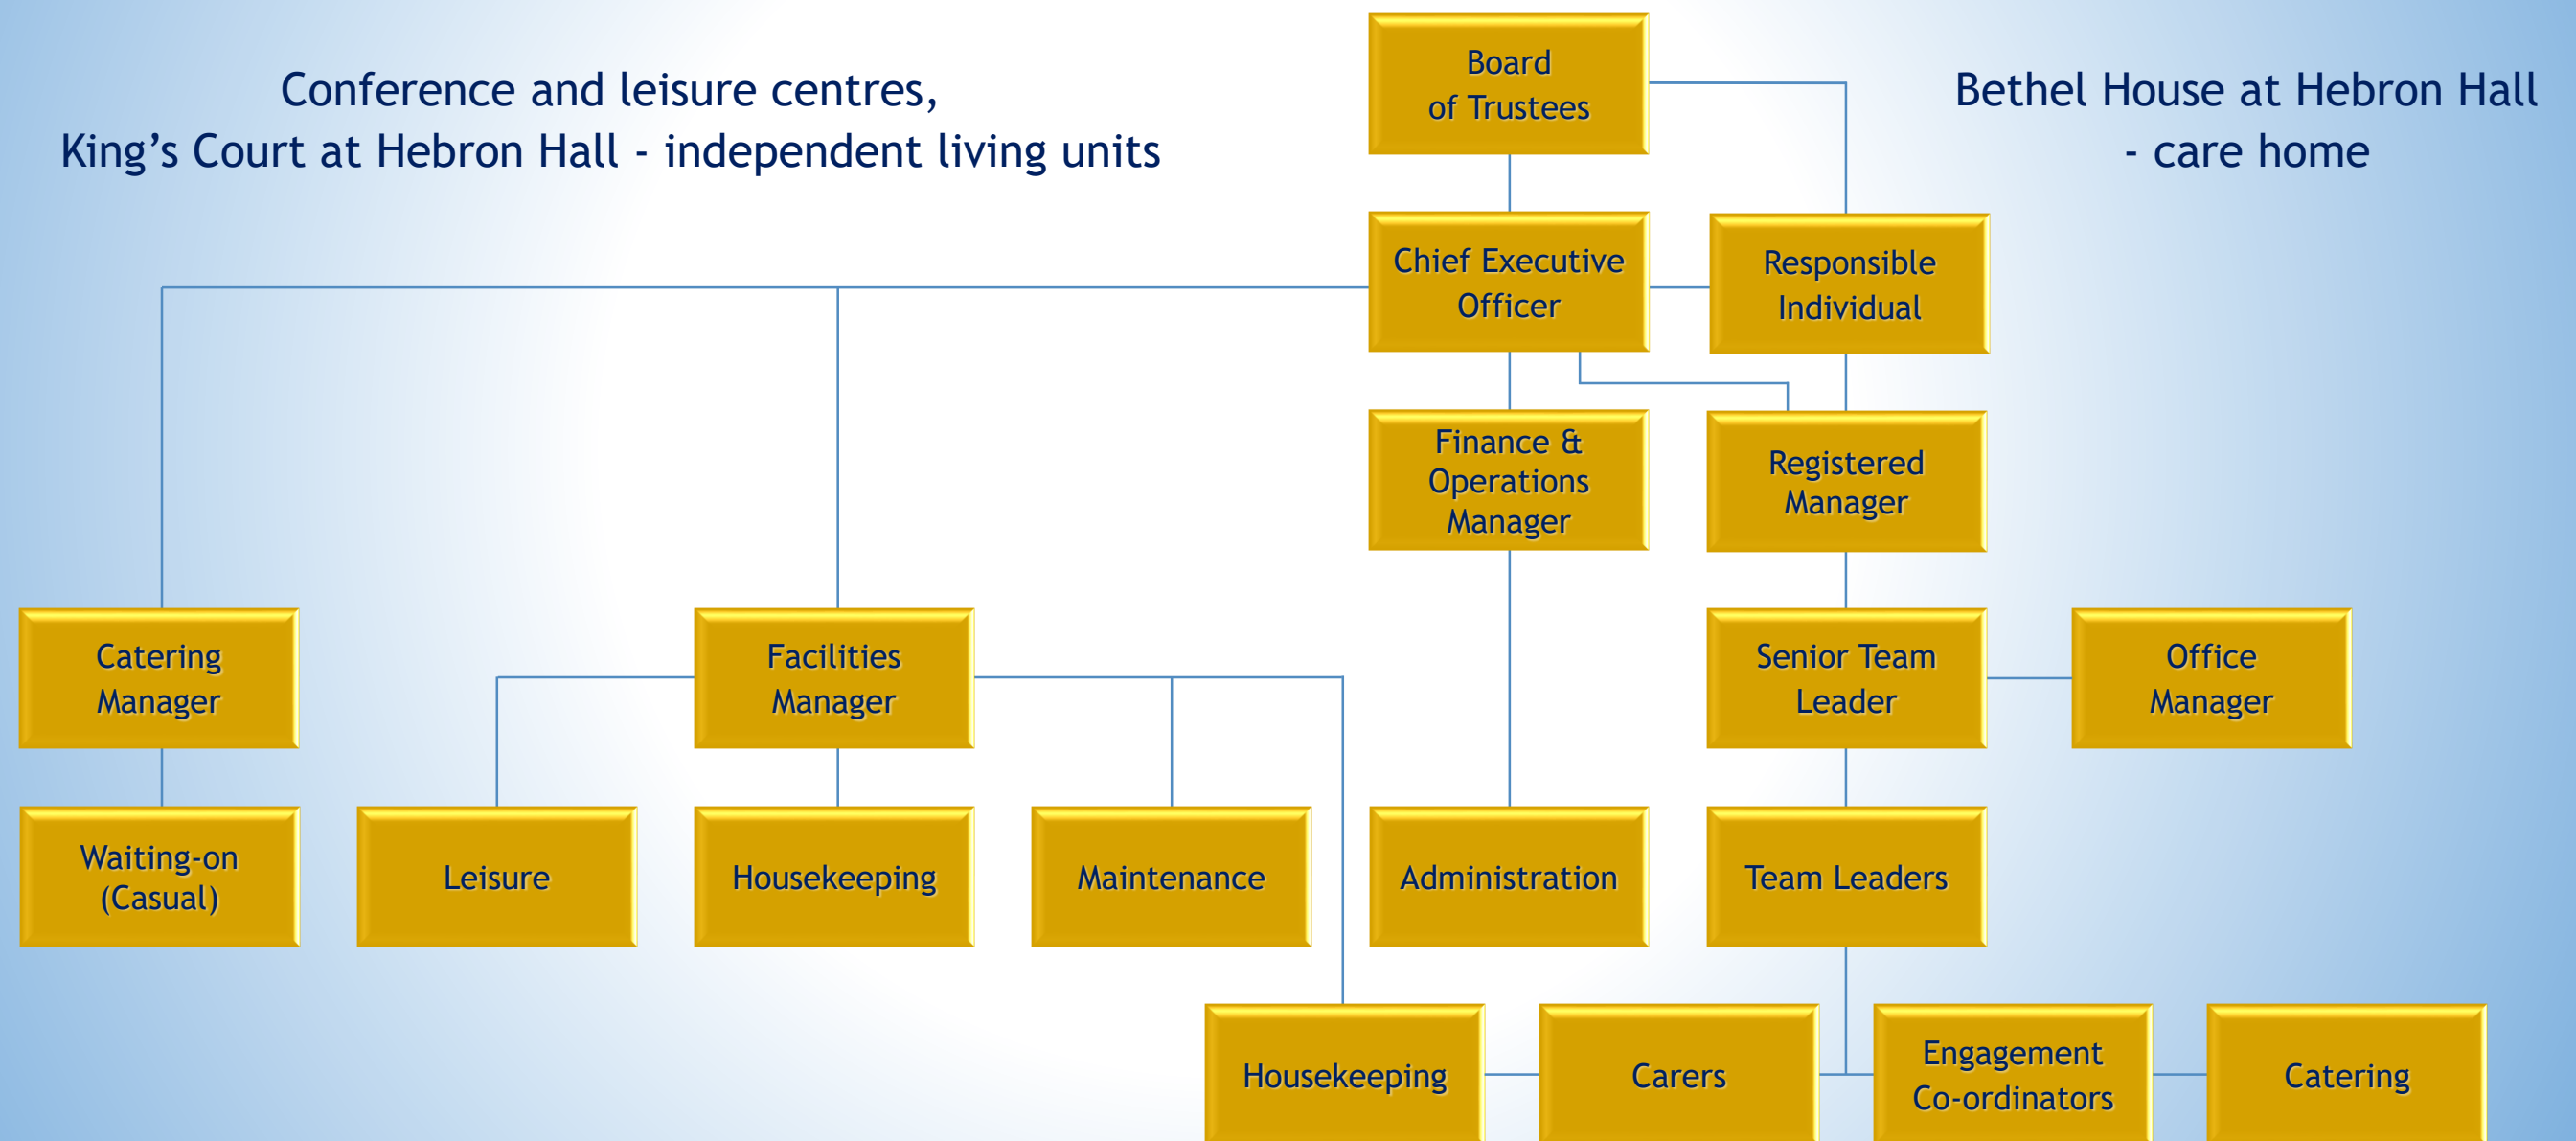 Conference and leisure centres,
King’s Court at Hebron Hall - independent living units
Bethel House at Hebron Hall
- care home
Board
of Trustees
Chief Executive
Officer
Responsible
Individual
Finance &
Operations
Manager
Registered
Manager
Catering
Manager
Facilities
Manager
Senior Team
Leader
Office
Manager
Waiting-on
(Casual)
Leisure
Housekeeping
Maintenance
Administration
Team Leaders
Housekeeping
Carers
Engagement
Co-ordinators
Catering